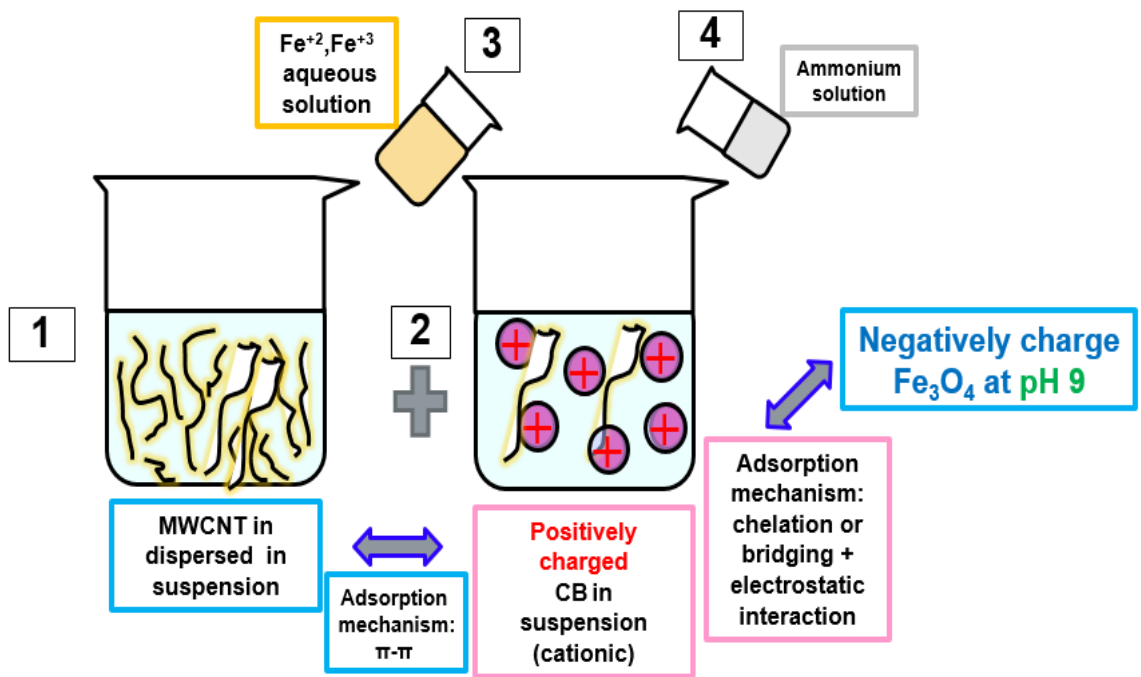 Fe⁺²,Fe⁺³
aqueous
solution
3
4
Ammonium
solution
1
2
+
+
+
+
+
+
Negatively charge
Fe₃O₄ at pH 9
MWCNT in
dispersed in
suspension
Adsorption
mechanism:
π-π
Positively
charged
CB in
suspension
(cationic)
Adsorption
mechanism:
chelation or
bridging +
electrostatic
interaction